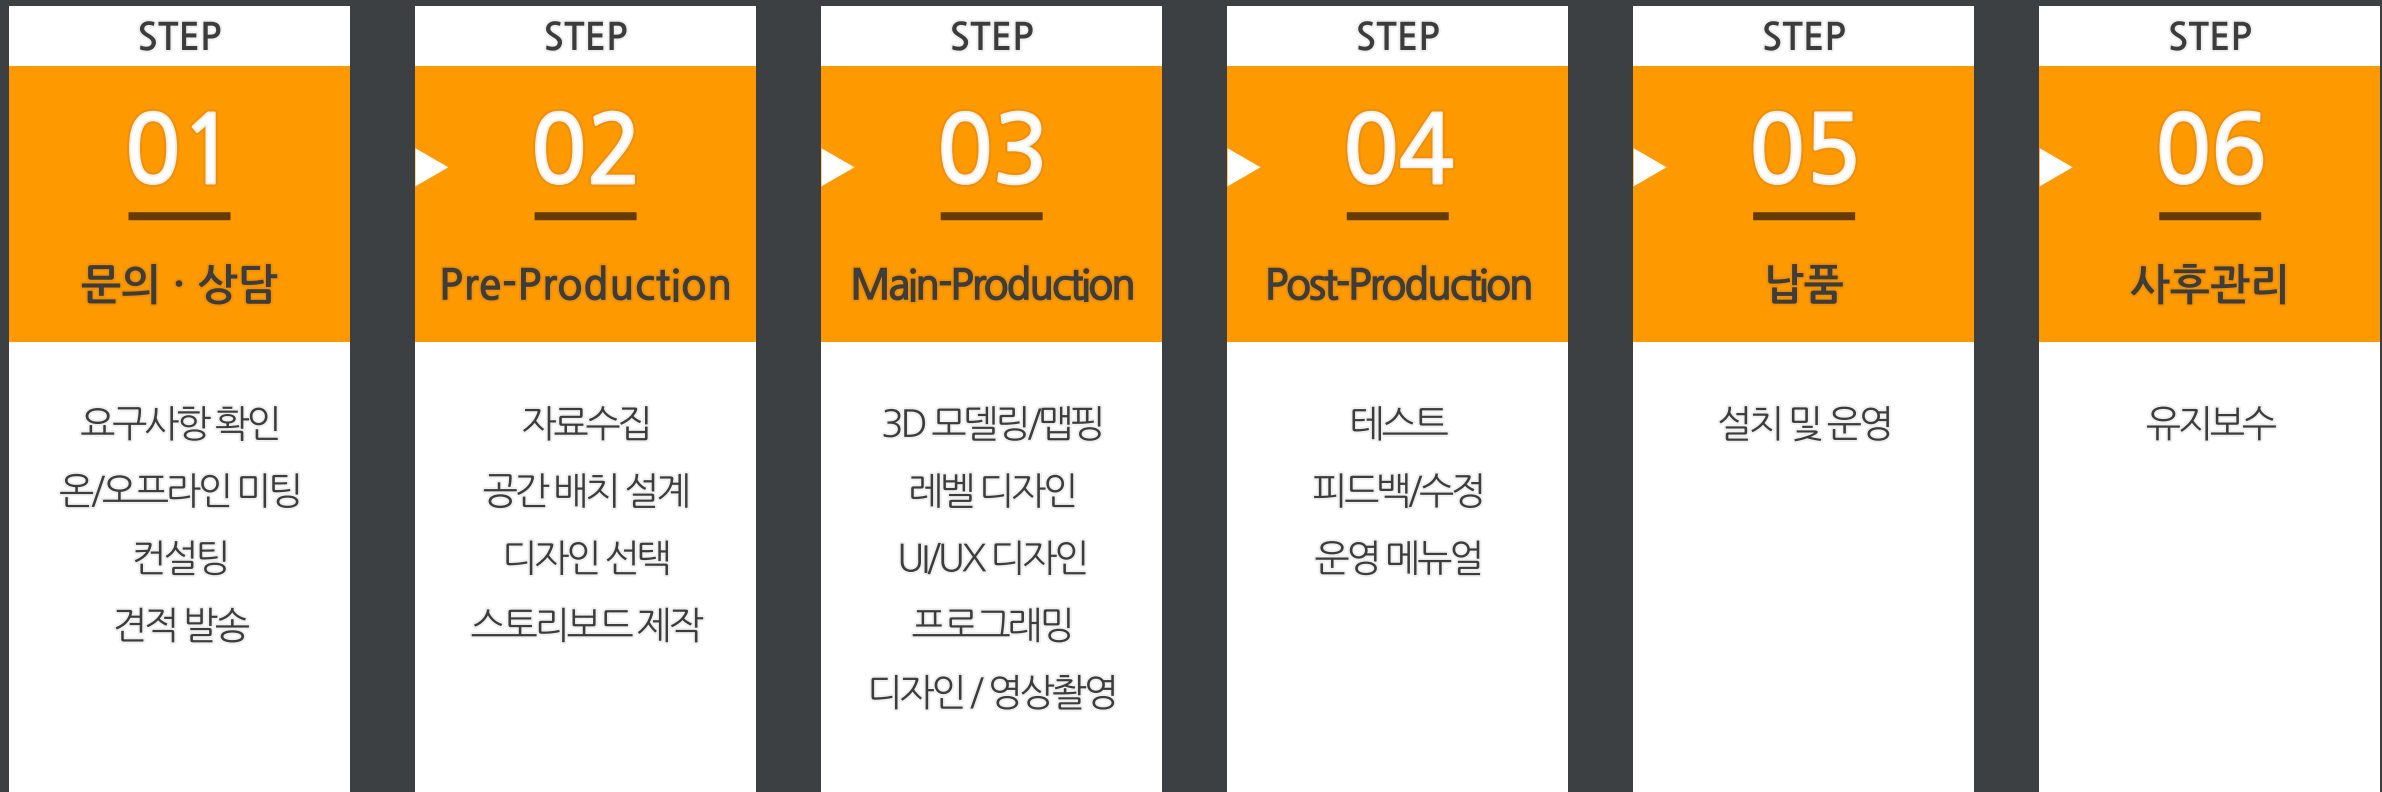 STEP
01
문의 · 상담
요구사항 확인
온/오프라인 미팅
컨설팅
견적 발송
STEP
02
Pre-Production
자료수집
공간 배치 설계
디자인 선택
스토리보드 제작
STEP
03
Main-Production
3D 모델링/맵핑
레벨 디자인
UI/UX 디자인
프로그래밍
디자인 / 영상촬영
STEP
04
Post-Production
테스트
피드백/수정
운영 메뉴얼
STEP
05
납품
설치 및 운영
STEP
06
사후관리
유지보수